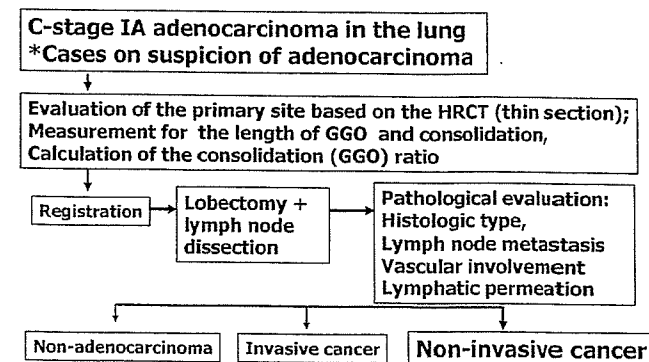 C-stage IA adenocarcinoma in the lung
*Cases on suspicion of adenocarcinoma
Evaluation of the primary site based on the HRCT (thin section);
Measurement for the length of GGO and consolidation,
Calculation of the consolidation (GGO) ratio
Registration
Lobectomy +
lymph node
dissection
Pathological evaluation:
Histologic type,
Lymph node metastasis
Vascular involvement
Lymphatic permeation
Non-adenocarcinoma
Invasive cancer
Non-invasive cancer